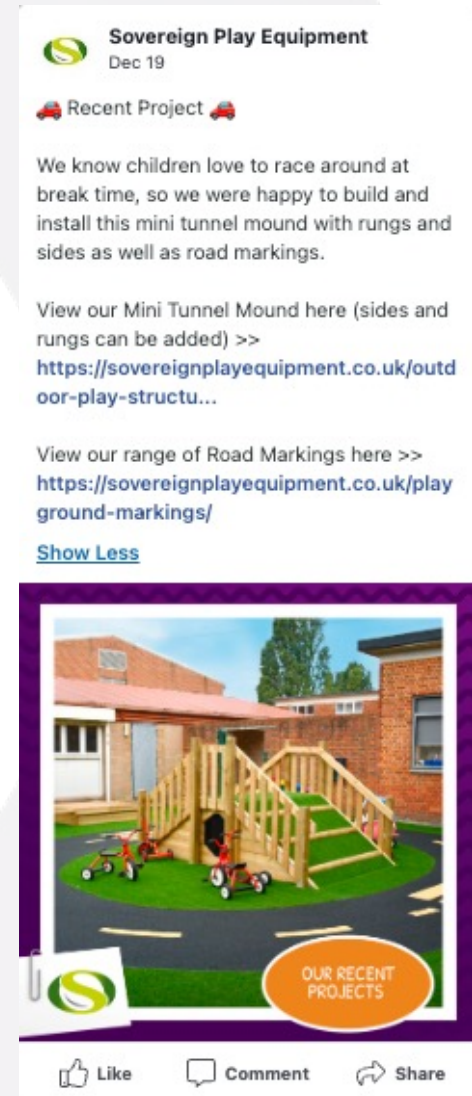 Sovereign Play Equipment
Dec 19
🚗 Recent Project 🚗
We know children love to race around at
break time, so we were happy to build and
install this mini tunnel mound with rungs and
sides as well as road markings.
View our Mini Tunnel Mound here (sides and
rungs can be added) >>
https://sovereignplayequipment.co.uk/outd
oor-play-structu...
View our range of Road Markings here >>
https://sovereignplayequipment.co.uk/play
ground-markings/
Show Less
OUR RECENT
PROJECTS
Like Comment Share